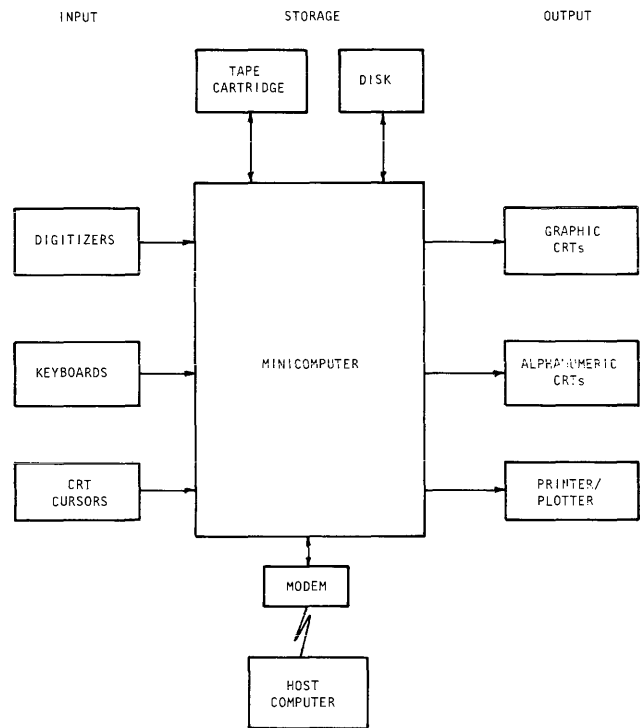 INPUT STORAGE OUTPUT
TAPE
CARTRIDGE
DISK
DIGITIZERS
GRAPHIC
CRTs
MINICOMPUTER
KEYBOARDS
ALPHANUMERIC
CRTs
CRT
CURSORS
PRINTER/
PLOTTER
MODEM
HOST
COMPUTER